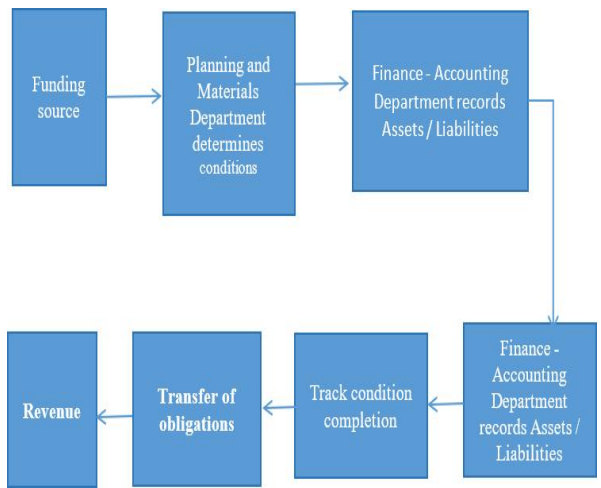 Funding
source
Planning and
Materials
Department
determines
conditions
Finance - Accounting
Department records
Assets / Liabilities
Finance -
Accounting
Department
records Assets /
Liabilities
Track condition
completion
Transfer of
obligations
Revenue